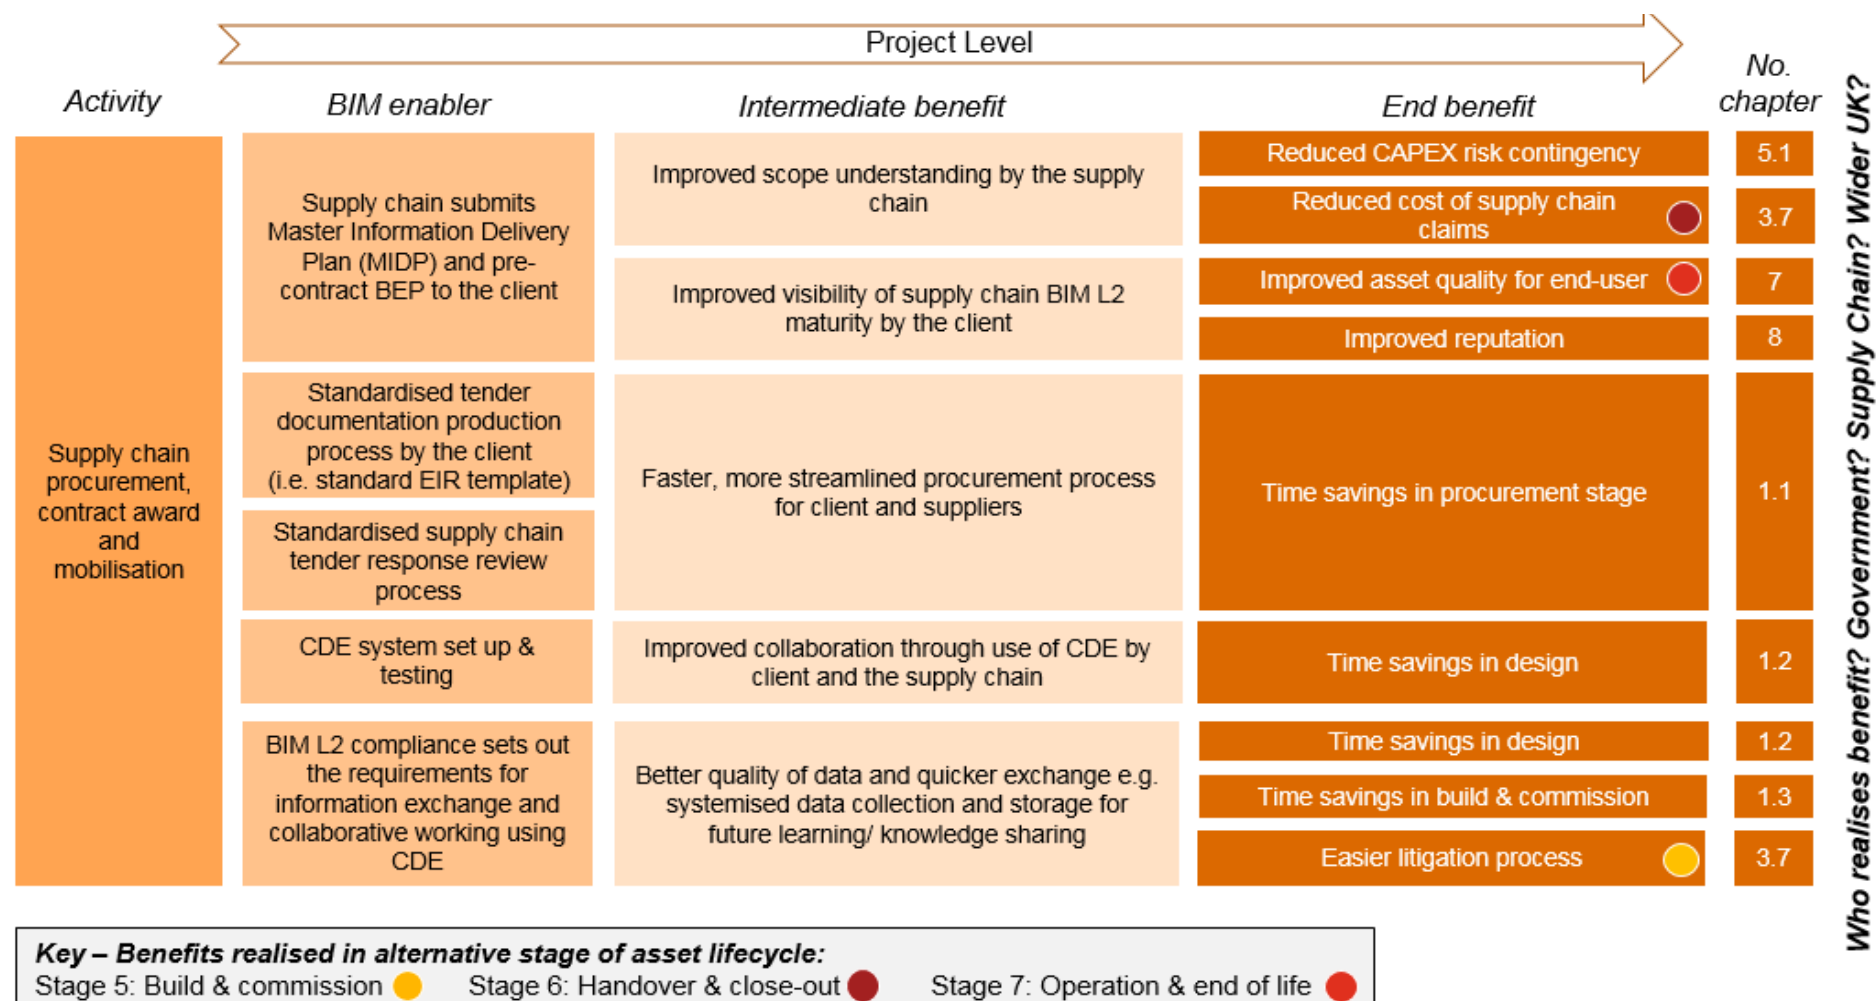 Project Level
Activity
BIM enabler
Intermediate benefit
End benefit
No.
chapter
Supply chain
procurement,
contract award
and
mobilisation
Supply chain submits
Master Information Delivery
Plan (MIDP) and pre-
contract BEP to the client
Improved scope understanding by the supply
chain
Reduced CAPEX risk contingency
5.1
Reduced cost of supply chain
claims
3.7
Improved visibility of supply chain BIM L2
maturity by the client
Improved asset quality for end-user
7
Improved reputation
8
Standardised tender
documentation production
process by the client
(i.e. standard EIR template)
Standardised supply chain
tender response review
process
Faster, more streamlined procurement process
for client and suppliers
Time savings in procurement stage
1.1
CDE system set up &
testing
Improved collaboration through use of CDE by
client and the supply chain
Time savings in design
1.2
BIM L2 compliance sets out
the requirements for
information exchange and
collaborative working using
CDE
Better quality of data and quicker exchange e.g.
systemised data collection and storage for
future learning/ knowledge sharing
Time savings in design
1.2
Time savings in build & commission
1.3
Easier litigation process
3.7
Who realises benefit? Government? Supply Chain? Wider UK?
Key – Benefits realised in alternative stage of asset lifecycle:
Stage 5: Build & commission
Stage 6: Handover & close-out
Stage 7: Operation & end of life